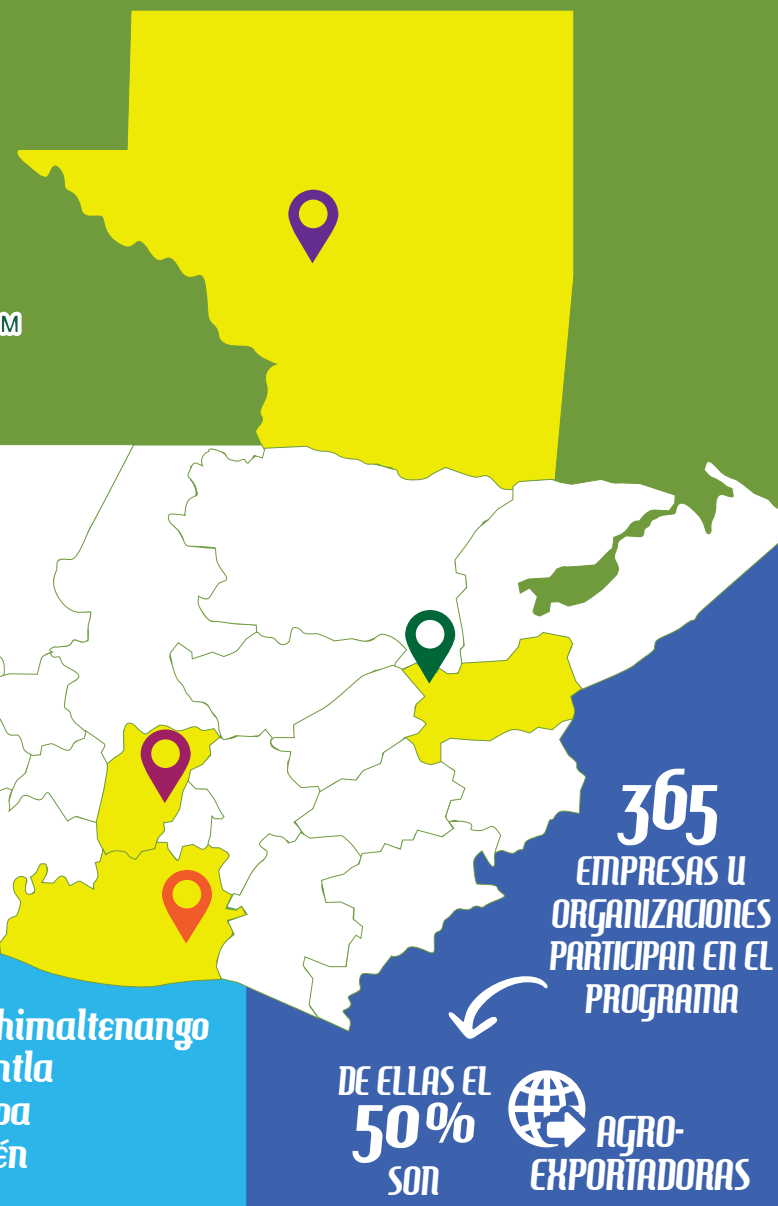 M
himaltenango
ntla
pa
én
365
EMPRESAS U
ORGANIZACIONES
PARTICIPAN EN EL
PROGRAMA
DE ELLAS EL
50%
SON
AGRO-
EXPORTADORAS